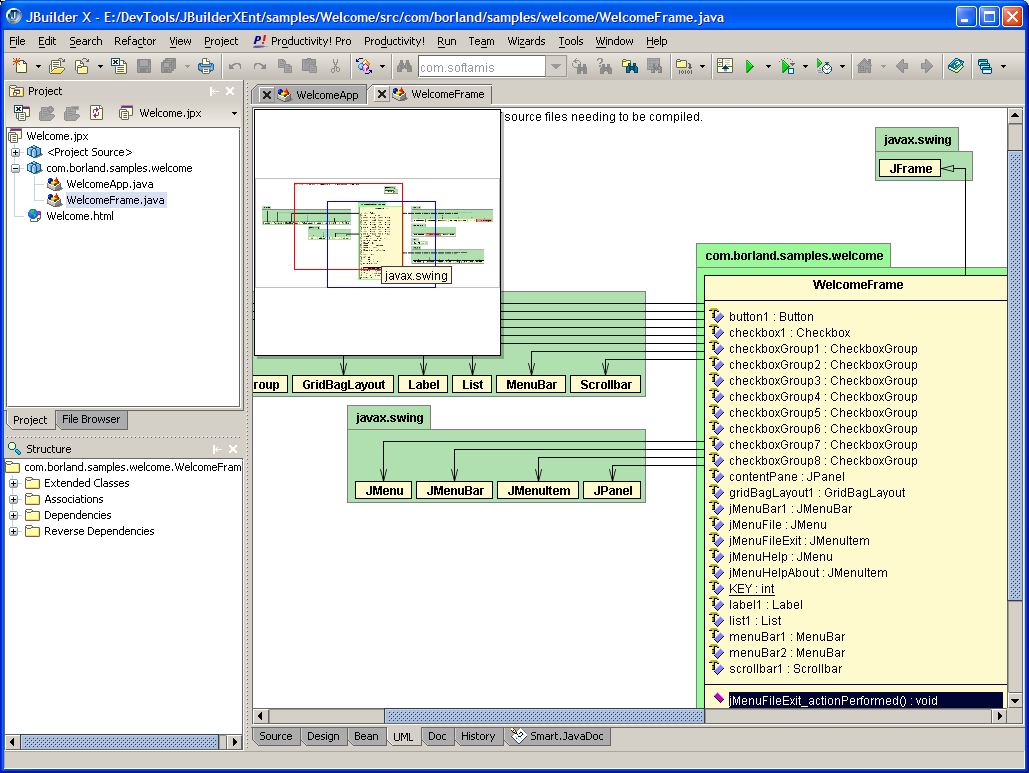 JBuilder X - E:/DevTools/JBuilderXEnt/samples/Welcome/src/com/borland/samples/welcome/WelcomeFrame.java
File Edit Search Refactor View Project P! Productivity! Pro Productivity! Run Team Wizards Tools Window Help
com.softamis
Project
Welcome.jpx
Welcome.jpx
<Project Source>
com.borland.samples.welcome
WelcomeApp.java
WelcomeFrame.java
Welcome.html
Project File Browser
Structure
com.borland.samples.welcome.WelcomeFram
Extended Classes
Associations
Dependencies
Reverse Dependencies
WelcomeApp WelcomeFrame
source files needing to be compiled.
javax.swing
JFrame
javax.swing
com.borland.samples.welcome
WelcomeFrame
roup GridBagLayout Label List MenuBar Scrollbar
javax.swing
JMenu JMenuBar JMenuItem JPanel
button1 : Button
checkbox1 : Checkbox
checkboxGroup1 : CheckboxGroup
checkboxGroup2 : CheckboxGroup
checkboxGroup3 : CheckboxGroup
checkboxGroup4 : CheckboxGroup
checkboxGroup5 : CheckboxGroup
checkboxGroup6 : CheckboxGroup
checkboxGroup7 : CheckboxGroup
checkboxGroup8 : CheckboxGroup
contentPane : JPanel
gridBagLayout1 : GridBagLayout
jMenuBar1 : JMenuBar
jMenuFile : JMenu
jMenuFileExit : JMenuItem
jMenuHelp : JMenu
jMenuHelpAbout : JMenuItem
KEY : int
label1 : Label
list1 : List
menuBar1 : MenuBar
menuBar2 : MenuBar
scrollbar1 : Scrollbar
jMenuFileExit_actionPerformed() : void
Source Design Bean UML Doc History Smart.JavaDoc